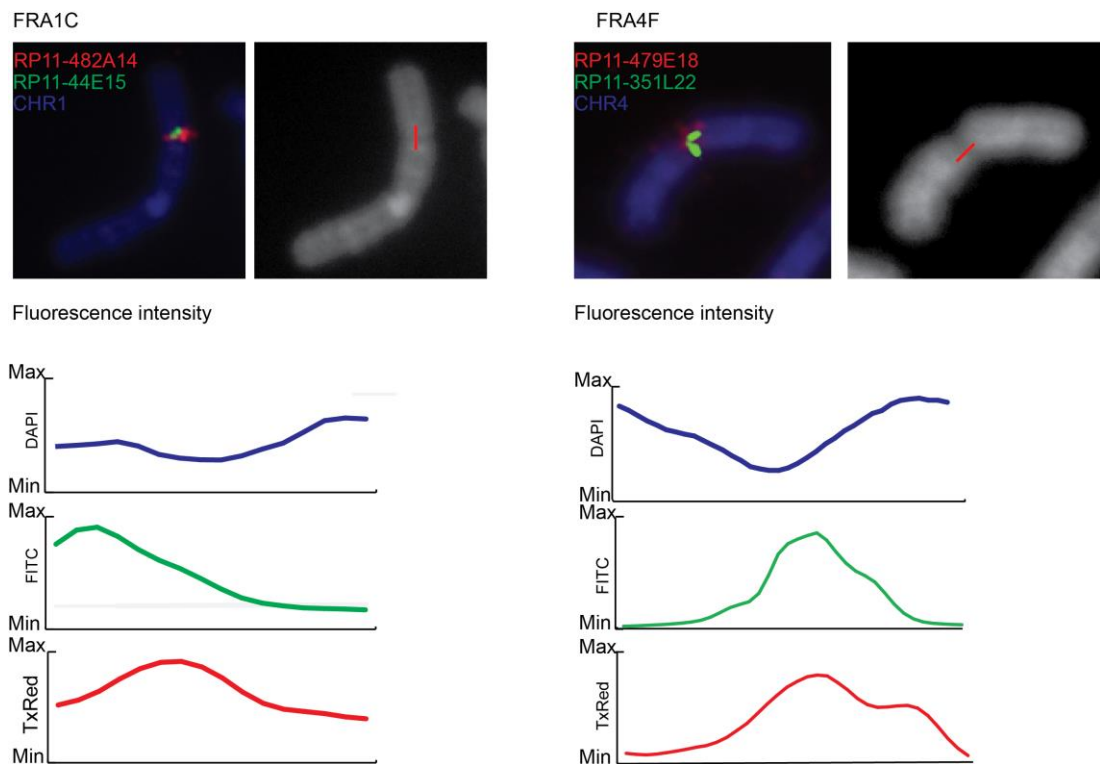 FRA1C
RP11-482A14
RP11-44E15
CHR1
Fluorescence intensity
Max
DAPI
Min
Max
FITC
Min
Max
TxRed
Min
FRA4F
RP11-479E18
RP11-351L22
CHR4
Fluorescence intensity
Max
DAPI
Min
Max
FITC
Min
Max
TxRed
Min